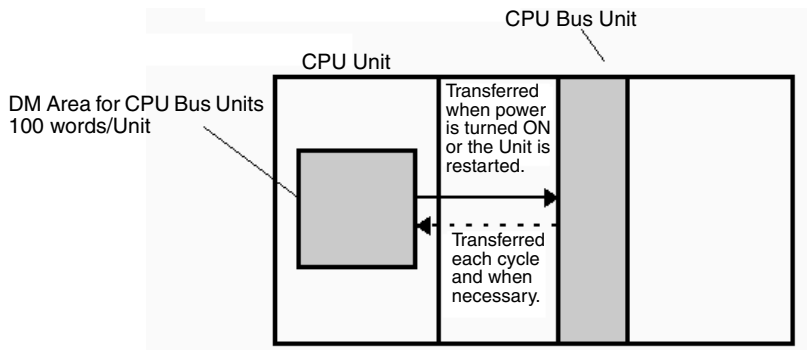 CPU Bus Unit
CPU Unit
DM Area for CPU Bus Units
100 words/Unit
Transferred
when power
is turned ON
or the Unit is
restarted.
Transferred
each cycle
and when
necessary.